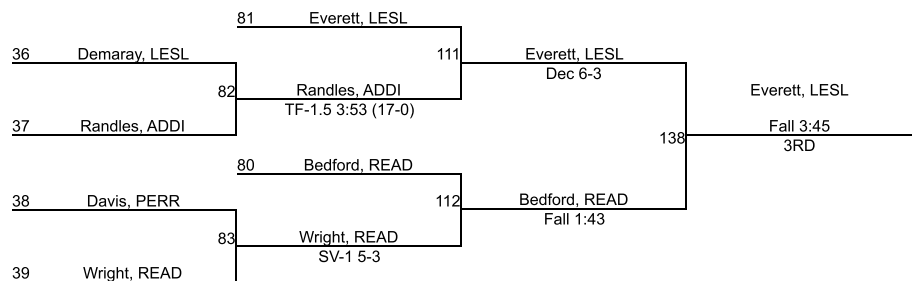 81 Everett, LESL
36 Demaray, LESL
111 Everett, LESL
Dec 6-3
82 Randles, ADDI
TF-1.5 3:53 (17-0)
Everett, LESL
37 Randles, ADDI
138 Fall 3:45
3RD
80 Bedford, READ
38 Davis, PERR
112 Bedford, READ
Fall 1:43
83 Wright, READ
SV-1 5-3
39 Wright, READ